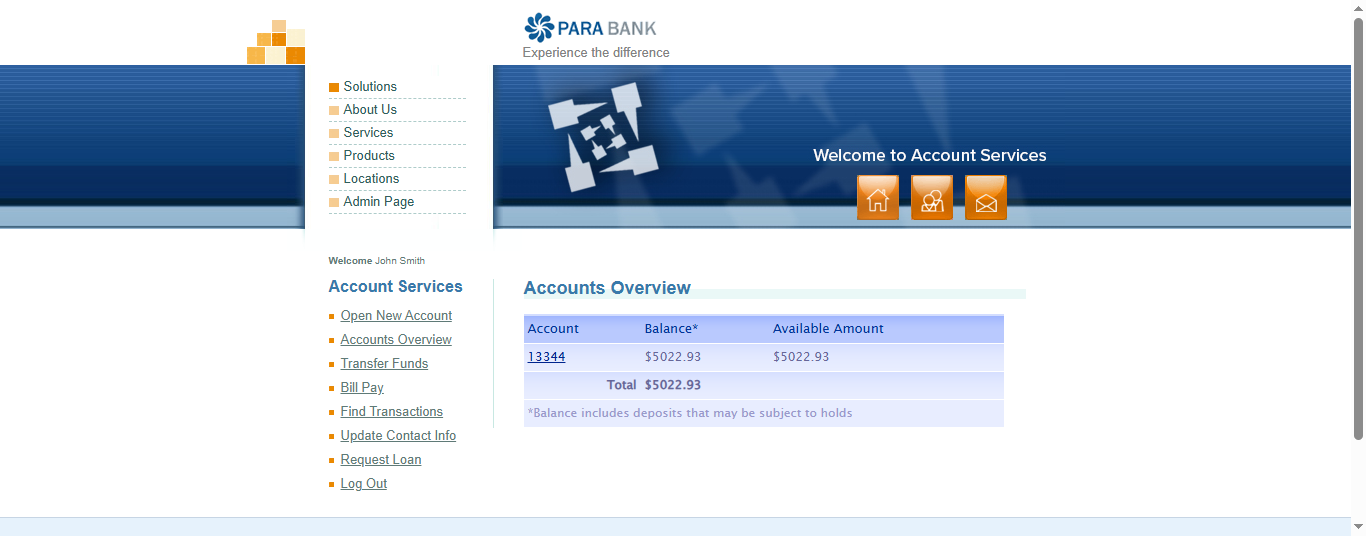 PARA BANK
Experience the difference
Solutions
About Us
Services
Products
Locations
Admin Page
Welcome to Account Services
Welcome John Smith
Account Services
Open New Account
Accounts Overview
Transfer Funds
Bill Pay
Find Transactions
Update Contact Info
Request Loan
Log Out
Accounts Overview
Account Balance* Available Amount
13344 $5022.93 $5022.93
Total $5022.93
*Balance includes deposits that may be subject to holds